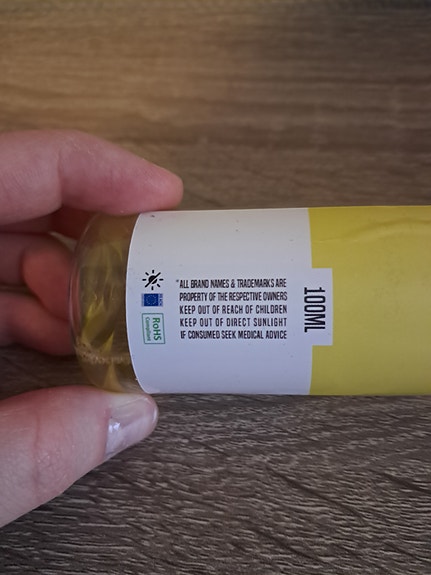 "ALL BRAND NAMES & TRADEMARKS ARE
PROPERTY OF THE RESPECTIVE OWNERS
KEEP OUT OF REACH OF CHILDREN
KEEP OUT OF DIRECT SUNLIGHT
IF CONSUMED SEEK MEDICAL ADVICE
RoHS
Compliant
100ML